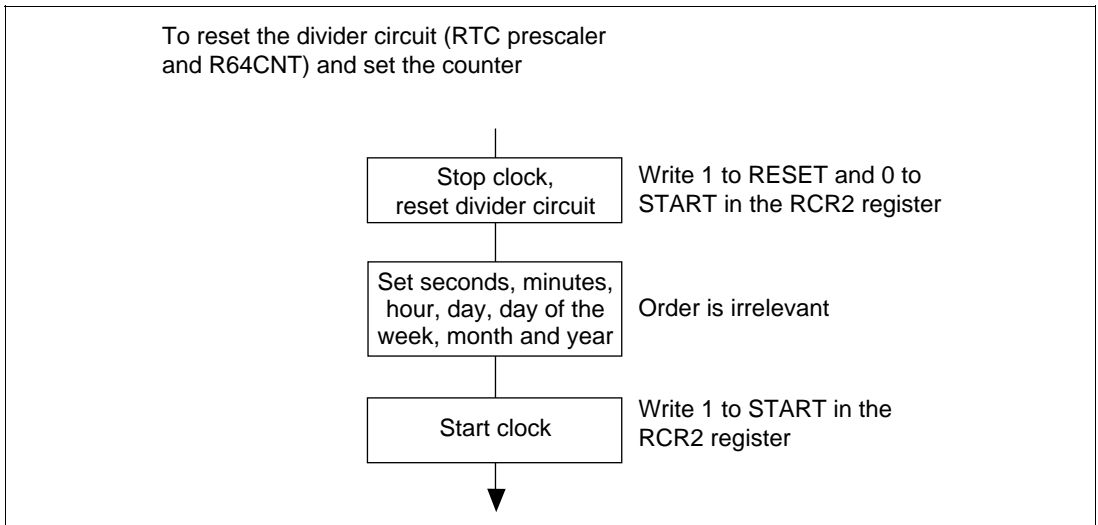 To reset the divider circuit (RTC prescaler
and R64CNT) and set the counter
Stop clock,
reset divider circuit
Write 1 to RESET and 0 to
START in the RCR2 register
Set seconds, minutes,
hour, day, day of the
week, month and year
Order is irrelevant
Start clock
Write 1 to START in the
RCR2 register